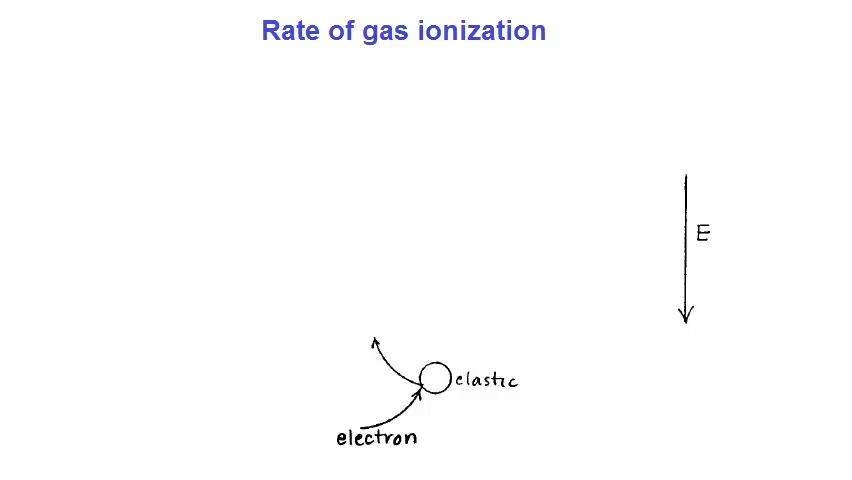 Rate of gas ionization
E
elastic
electron